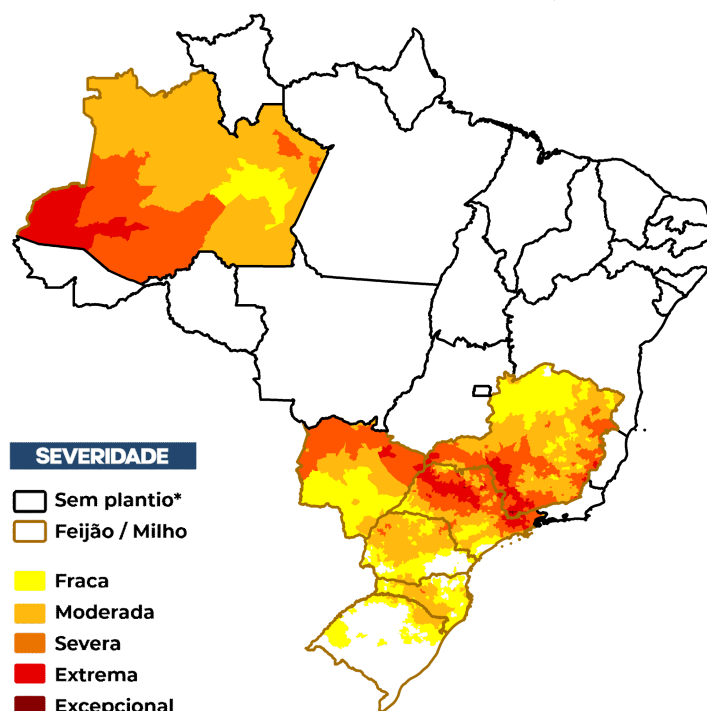 SEVERIDADE
Sem plantio*
Feijão / Milho
Fraca
Moderada
Severa
Extrema
Excepcional